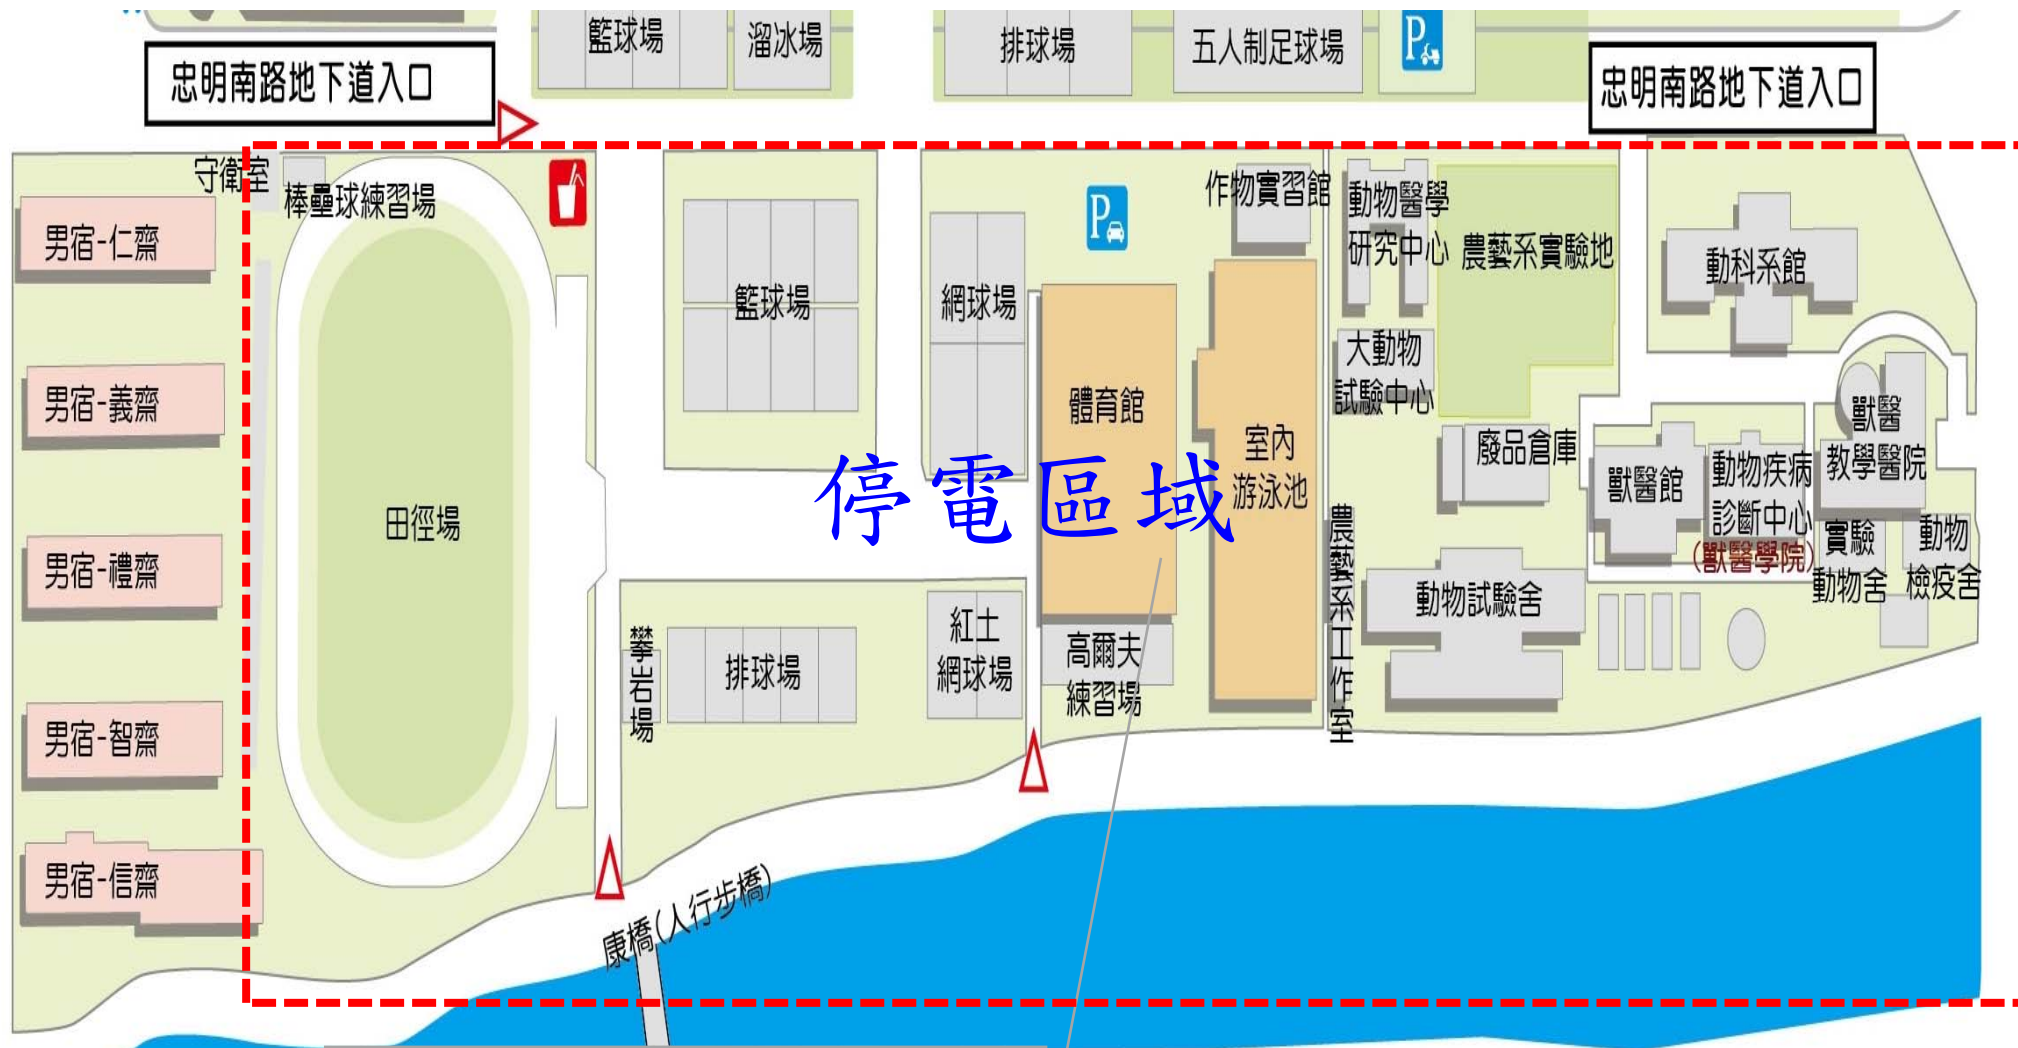 籃球場
溜冰場
排球場
五人制足球場
P
忠明南路地下道入口
忠明南路地下道入口
守衛室
棒壘球練習場
作物實習館
動物醫學
研究中心
P
男宿-仁齋
農藝系實驗地
動科系館
籃球場
網球場
大動物
試驗中心
男宿-義齋
體育館
室內
游泳池
廢品倉庫
獸醫
教學醫院
停電區域
獸醫館
動物疾病
診斷中心
(獸醫學院)
田徑場
農藝系工作室
實驗
動物舍
動物
檢疫舍
男宿-禮齋
動物試驗舍
紅土
網球場
攀岩場
排球場
高爾夫
練習場
男宿-智齋
男宿-信齋
康橋(人行步橋)